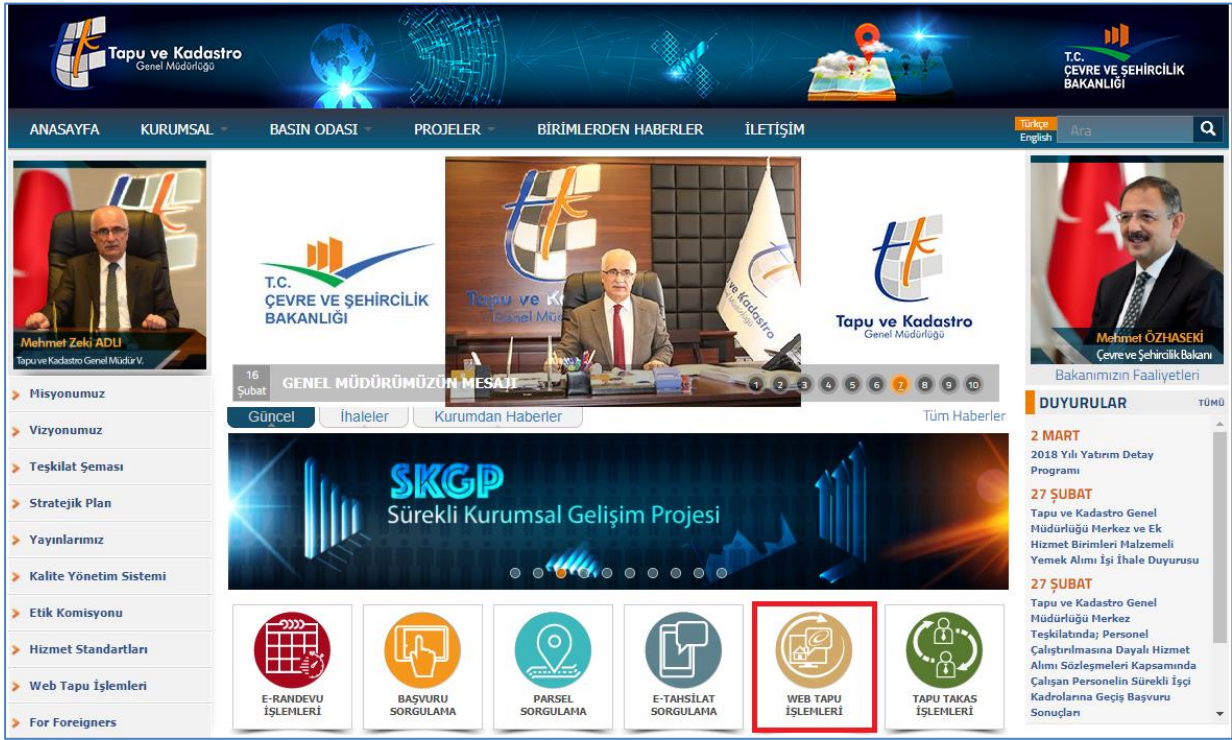 Tapu ve Kadastro
Genel Müdürlüğü
T.C.
ÇEVRE VE ŞEHİRCİLİK
BAKANLIĞI
ANASAYFA KURUMSAL BASIN ODASI PROJELER BİRİMLERDEN HABERLER İLETİŞİM
Türkçe
English
Ara
Mehmet Zeki ADLI
Tapu ve Kadastro Genel Müdür V.
Misyonumuz
Vizyonumuz
Teşkilat Şeması
Stratejik Plan
Yayınlarımız
Kalite Yönetim Sistemi
Etik Komisyonu
Hizmet Standartları
Web Tapu İşlemleri
For Foreigners
T.C.
ÇEVRE VE ŞEHİRCİLİK
BAKANLIĞI
Tapu ve Kadastro
Tapu ve Kadastro
Genel Müdürlüğü
16
Şubat
GENEL MÜDÜRÜMÜZÜN MESAJI
1 2 3 4 5 6 7 8 9 10
Güncel İhaleler Kurumdan Haberler Tüm Haberler
SKGP
Sürekli Kurumsal Gelişim Projesi
E-RANDEVU
İŞLEMLERİ
BAŞVURU
SORGULAMA
PARSEL
SORGULAMA
E-TAHSİLAT
SORGULAMA
WEB TAPU
İŞLEMLERİ
TAPU TAKAS
İŞLEMLERİ
Mehmet ÖZHASEKİ
Çevre ve Şehircilik Bakanı
Bakanımızın Faaliyetleri
DUYURULAR TÜMÜ
2 MART
2018 Yılı Yatırım Detay
Programı
27 ŞUBAT
Tapu ve Kadastro Genel
Müdürlüğü Merkez ve Ek
Hizmet Birimleri Malzemeli
Yemek Alımı İşi İhale Duyurusu
27 ŞUBAT
Tapu ve Kadastro Genel
Müdürlüğü Merkez
Teşkilatında; Personel
Çalıştırılmasına Dayalı Hizmet
Alımı Sözleşmeleri Kapsamında
Çalışan Personelin Sürekli İşçi
Kadrolarına Geçiş Başvuru
Sonuçları